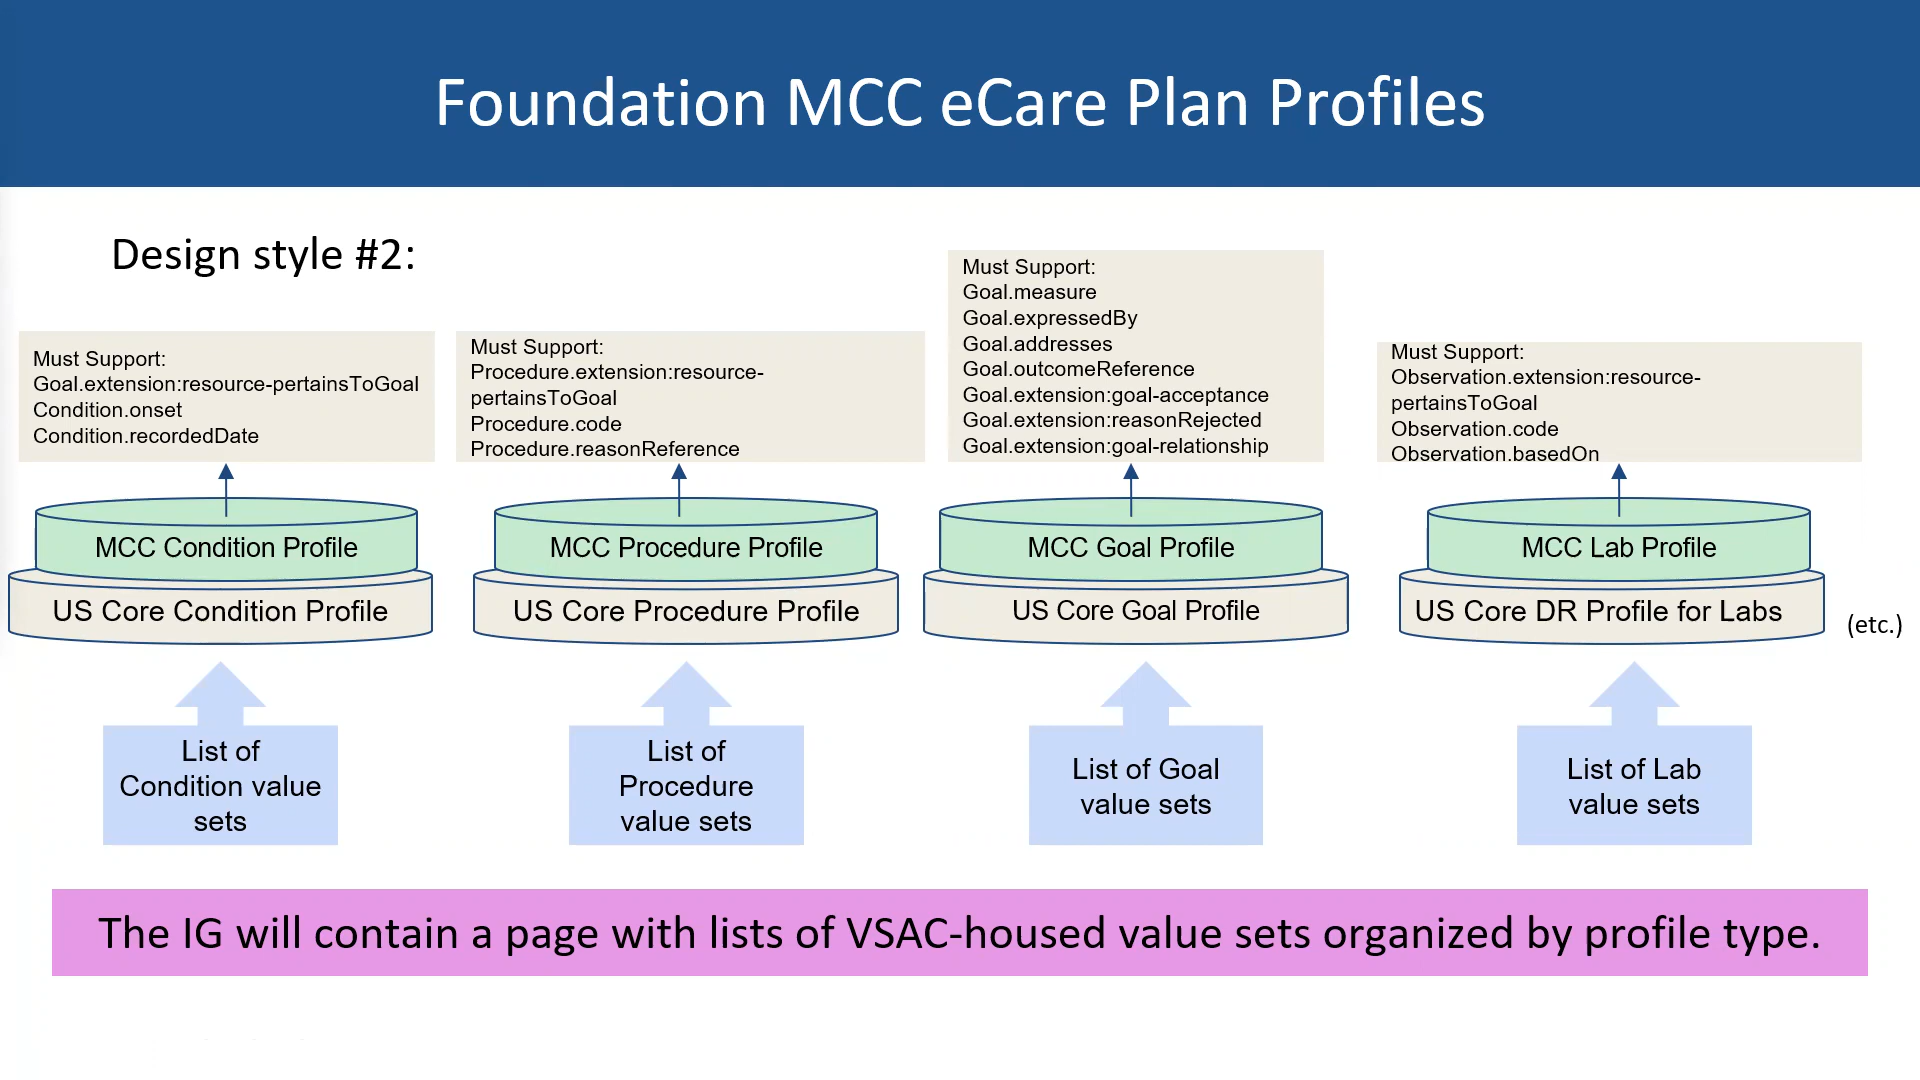 Foundation MCC eCare Plan Profiles
Design style #2:
Must Support:
Goal.extension:resource-pertainsToGoal
Condition.onset
Condition.recordedDate
Must Support:
Procedure.extension:resource-
pertainsToGoal
Procedure.code
Procedure.reasonReference
Must Support:
Goal.measure
Goal.expressedBy
Goal.addresses
Goal.outcomeReference
Goal.extension:goal-acceptance
Goal.extension:reasonRejected
Goal.extension:goal-relationship
Must Support:
Observation.extension:resource-
pertainsToGoal
Observation.code
Observation.basedOn
MCC Condition Profile
MCC Procedure Profile
MCC Goal Profile
MCC Lab Profile
US Core Condition Profile
US Core Procedure Profile
US Core Goal Profile
US Core DR Profile for Labs
(etc.)
List of
Condition value
sets
List of
Procedure
value sets
List of Goal
value sets
List of Lab
value sets
The IG will contain a page with lists of VSAC-housed value sets organized by profile type.